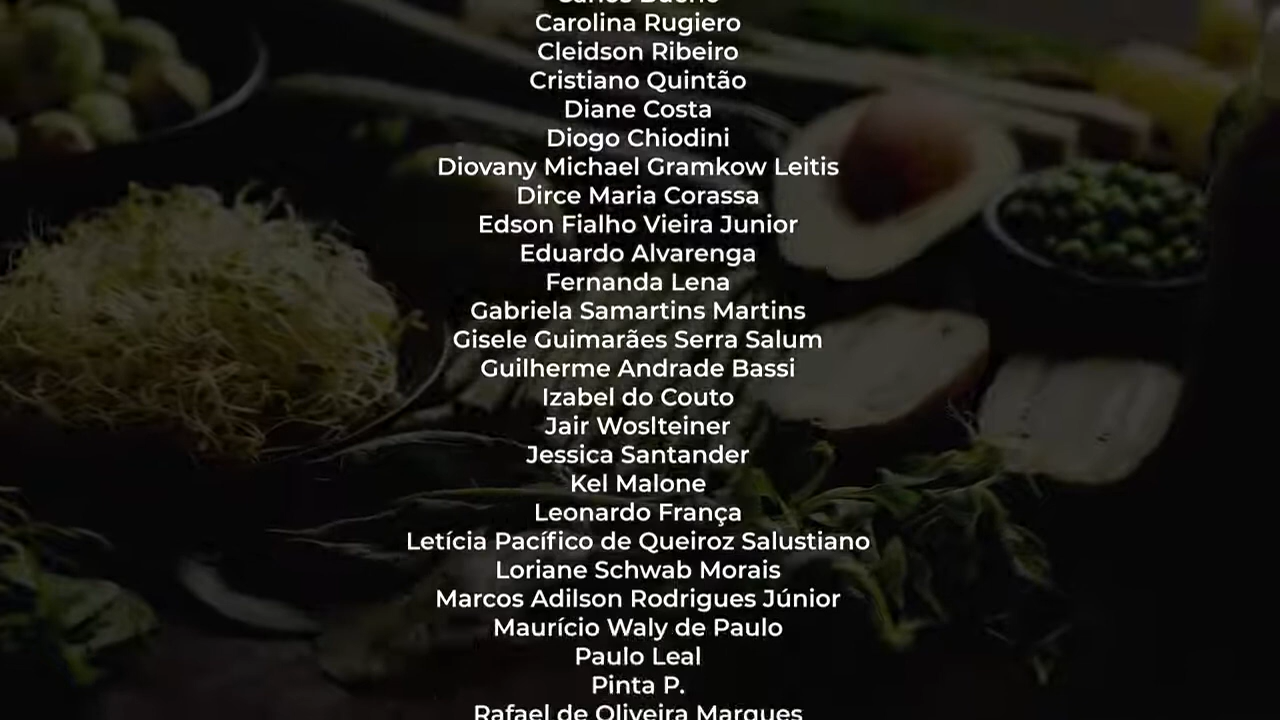 Carlos Bueno
Carolina Rugiero
Cleidson Ribeiro
Cristiano Quintão
Diane Costa
Diogo Chiodini
Diovany Michael Gramkow Leitis
Dirce Maria Corassa
Edson Fialho Vieira Junior
Eduardo Alvarenga
Fernanda Lena
Gabriela Samartins Martins
Gisele Guimarães Serra Salum
Guilherme Andrade Bassi
Izabel do Couto
Jair Woslteiner
Jessica Santander
Kel Malone
Leonardo França
Letícia Pacífico de Queiroz Salustiano
Loriane Schwab Morais
Marcos Adilson Rodrigues Júnior
Maurício Waly de Paulo
Paulo Leal
Pinta P.
Rafael de Oliveira Marques